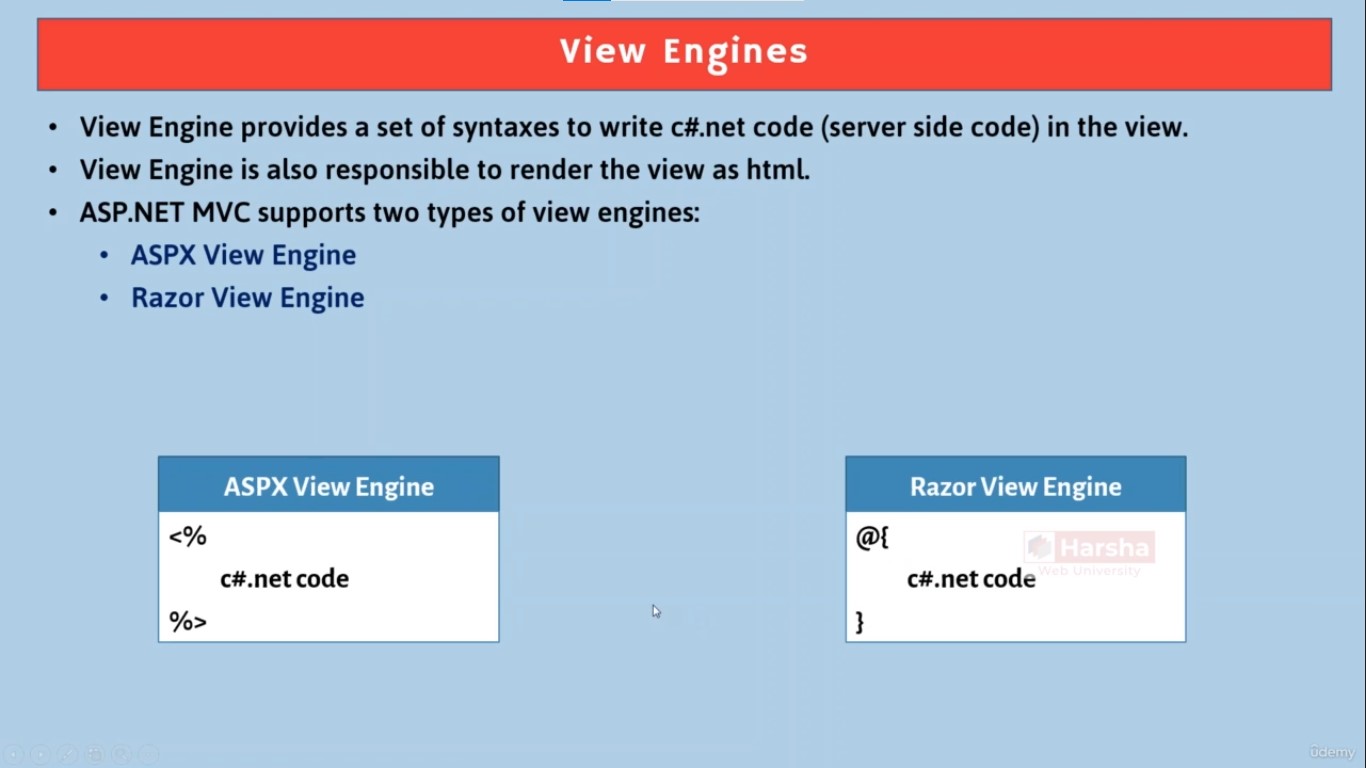 View Engines
• View Engine provides a set of syntaxes to write c#.net code (server side code) in the view.
• View Engine is also responsible to render the view as html.
• ASP.NET MVC supports two types of view engines:
• ASPX View Engine
• Razor View Engine
ASPX View Engine
<%
c#.net code
%>
Razor View Engine
@{
c#.net code
}
Harsha
Web University
ûdemy